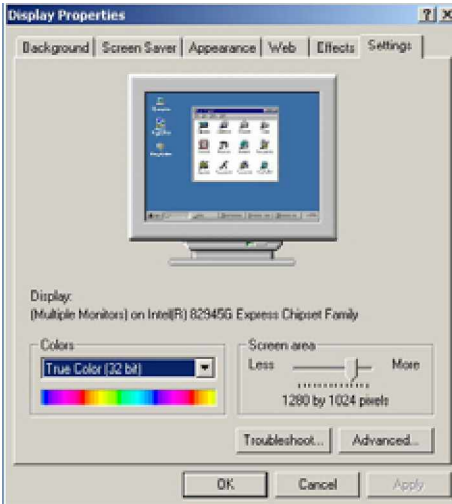 Display Properties
Background Screen Saver Appearance Web Effects Settings
Display:
(Multiple Monitors) on Intel(R) 82945G Express Chipset Family
Colors
True Color (32 bit)
Screen area
Less More
1280 by 1024 pixels
Troubleshoot... Advanced...
OK Cancel Apply